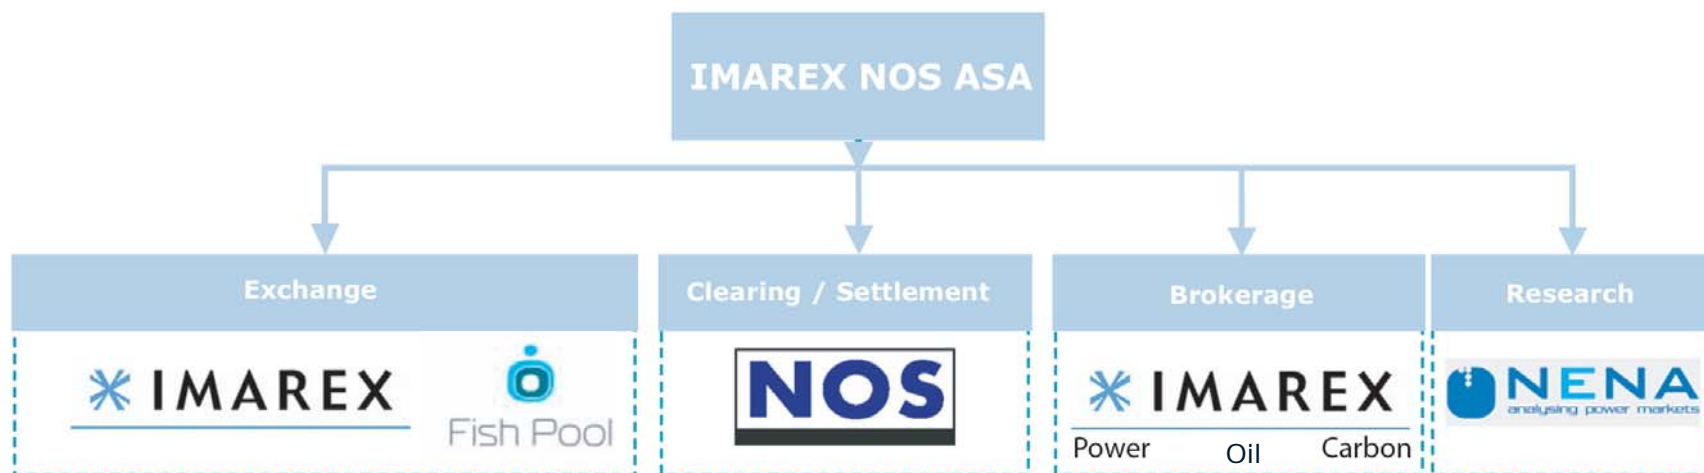 IMAREX NOS ASA
Exchange
Clearing / Settlement
Brokerage
Research
IMAREX
Fish Pool
NOS
IMAREX
Power Oil Carbon
NENA
analysing power markets